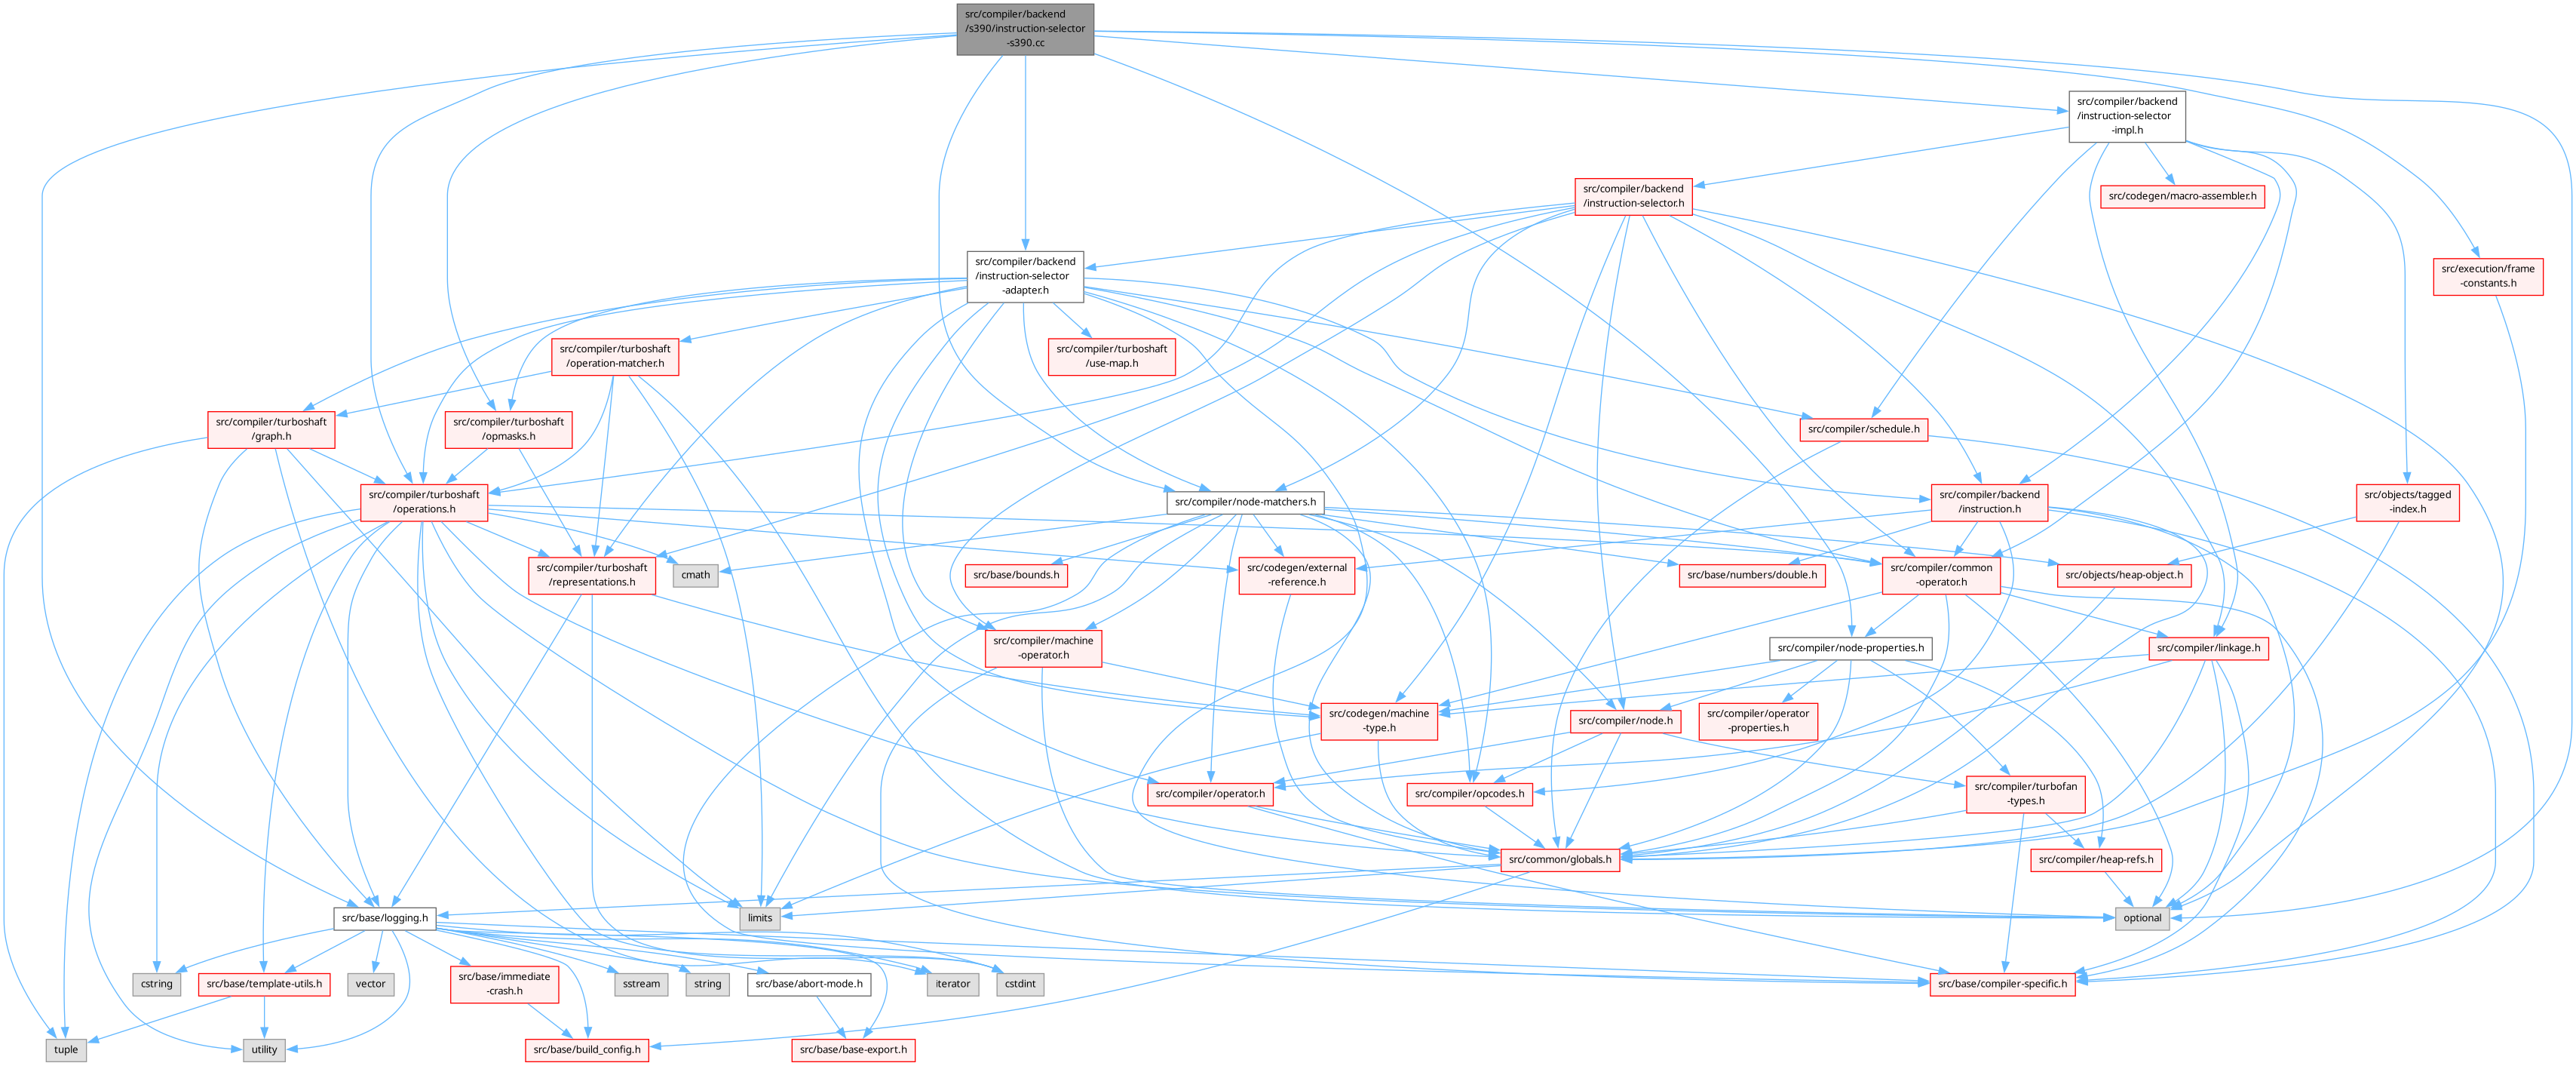 src/compiler/backend
/s390/instruction-selector
-s390.cc
src/compiler/backend
/instruction-selector
-impl.h
src/compiler/backend
/instruction-selector.h
src/codegen/macro-assembler.h
src/compiler/backend
/instruction-selector
-adapter.h
src/execution/frame
-constants.h
src/compiler/turboshaft
/operation-matcher.h
src/compiler/turboshaft
/use-map.h
src/compiler/turboshaft
/graph.h
src/compiler/turboshaft
/opmasks.h
src/compiler/schedule.h
src/compiler/turboshaft
/operations.h
src/compiler/node-matchers.h
src/compiler/backend
/instruction.h
src/objects/tagged
-index.h
src/compiler/turboshaft
/representations.h
cmath
src/base/bounds.h
src/codegen/external
-reference.h
src/base/numbers/double.h
src/compiler/common
-operator.h
src/objects/heap-object.h
src/compiler/machine
-operator.h
src/compiler/node-properties.h
src/compiler/linkage.h
src/codegen/machine
-type.h
src/compiler/node.h
src/compiler/operator
-properties.h
src/compiler/operator.h
src/compiler/opcodes.h
src/compiler/turbofan
-types.h
src/common/globals.h
src/compiler/heap-refs.h
src/base/logging.h
limits
optional
cstring
src/base/template-utils.h
vector
src/base/immediate
-crash.h
sstream
string
src/base/abort-mode.h
iterator
cstdint
src/base/compiler-specific.h
tuple
utility
src/base/build_config.h
src/base/base-export.h